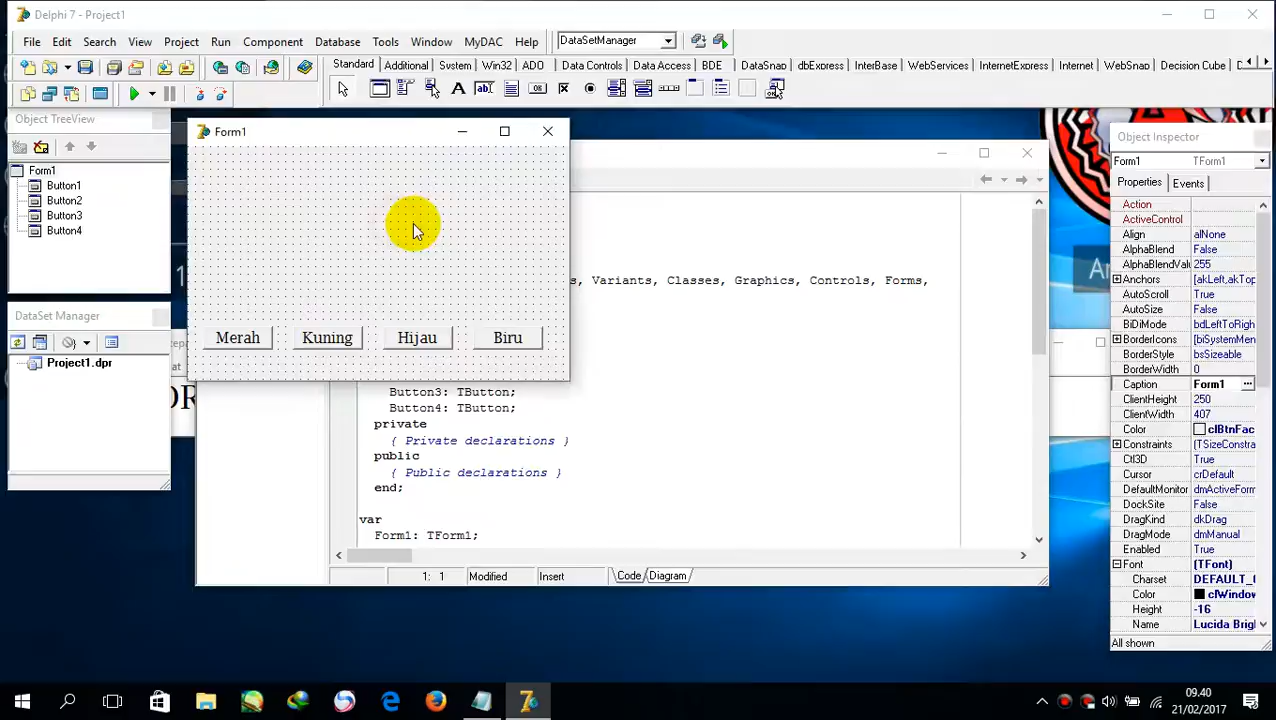 Delphi 7 - Project1
File Edit Search View Project Run Component Database Tools Window MyDAC Help DataSetManager
Standard Additional System Win32 ADO Data Controls Data Access BDE DataSnap dbExpress InterBase WebServices InternetExpress Internet WebSnap Decision Cube
Object TreeView
Form1
Button1
Button2
Button3
Button4
DataSet Manager
Project1.dpr
Form1
Merah Kuning Hijau Biru
s, Variants, Classes, Graphics, Controls, Forms,
Button3: TButton;
Button4: TButton;
private
{ Private declarations }
public
{ Public declarations }
end;
var
Form1: TForm1;
1: 1 Modified Insert Code Diagram
Object Inspector
Form1 TForm1
Properties Events
Action
ActiveControl
Align alNone
AlphaBlend False
AlphaBlendVal 255
Anchors [akLeft,akTop
AutoScroll True
AutoSize False
BiDiMode bdLeftToRigh
BorderIcons [biSystemMen
BorderStyle bsSizeable
BorderWidth 0
Caption Form1
ClientHeight 250
ClientWidth 407
Color clBtnFac
Constraints (TSizeConstra
Ctl3D True
Cursor crDefault
DefaultMonitor dmActiveForm
DockSite False
DragKind dkDrag
DragMode dmManual
Enabled True
Font (TFont)
Charset DEFAULT_
Color clWindow
Height -16
Name Lucida Brigh
All shown
09.40
21/02/2017